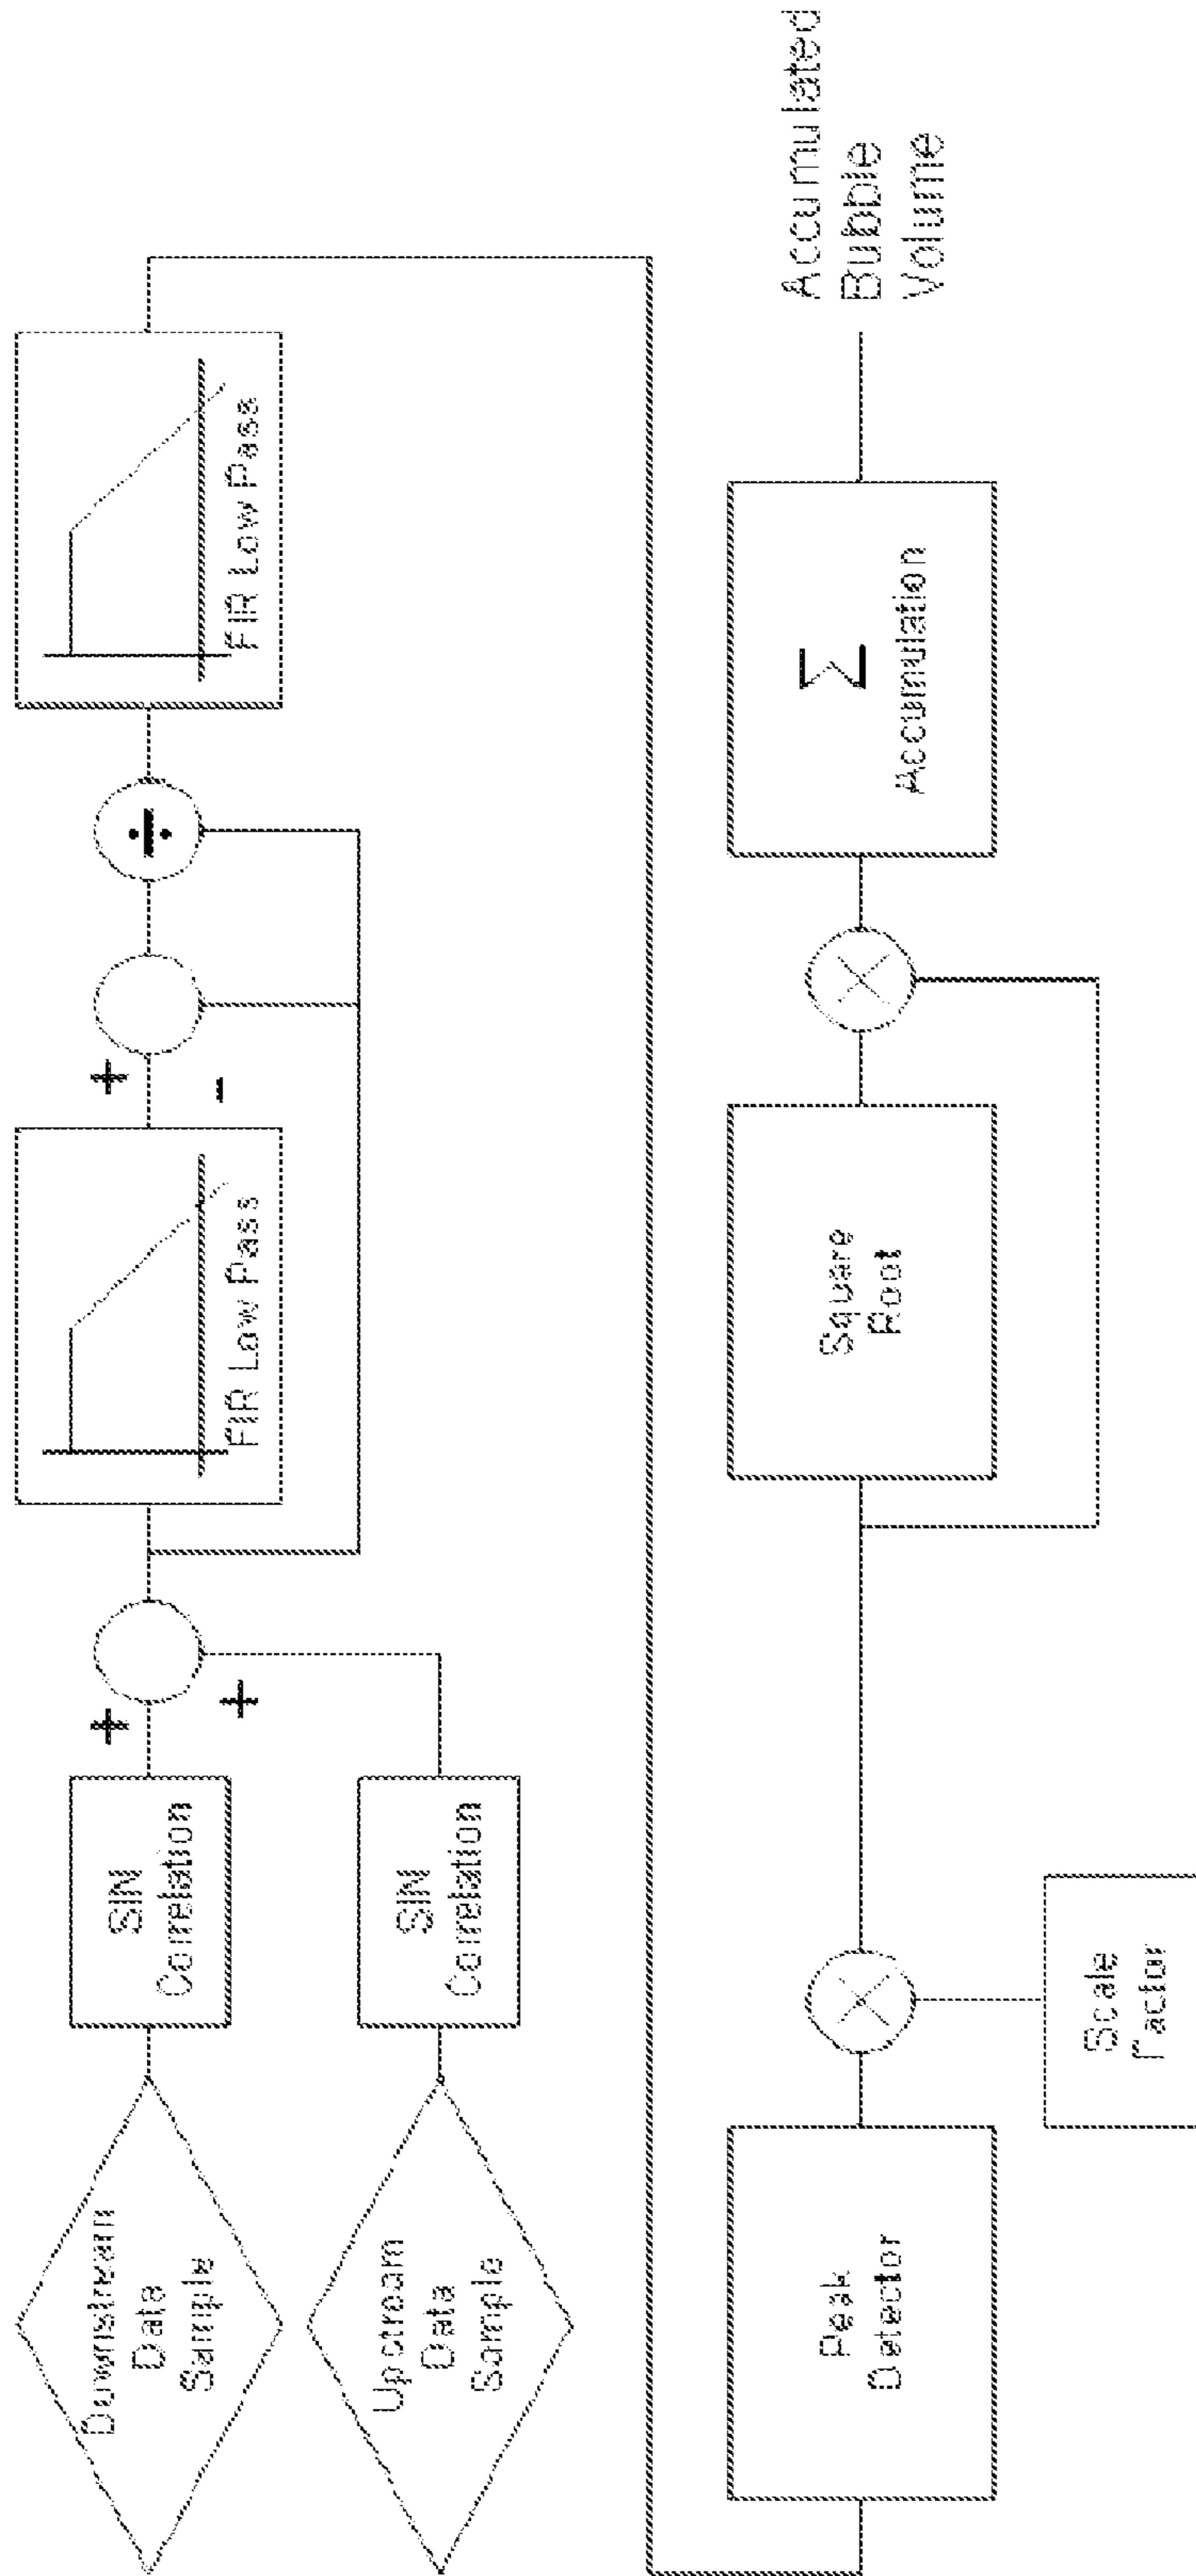 Downstream
Data
Sample
SIN
Correlation
+
+
FIR Low Pass
+
-
÷
FIR Low Pass
Upstream
Data
Sample
SIN
Correlation
Peak
Detector
Scale
Factor
Square
Root
Σ
Accumulation
Accumulated
Bubble
Volume